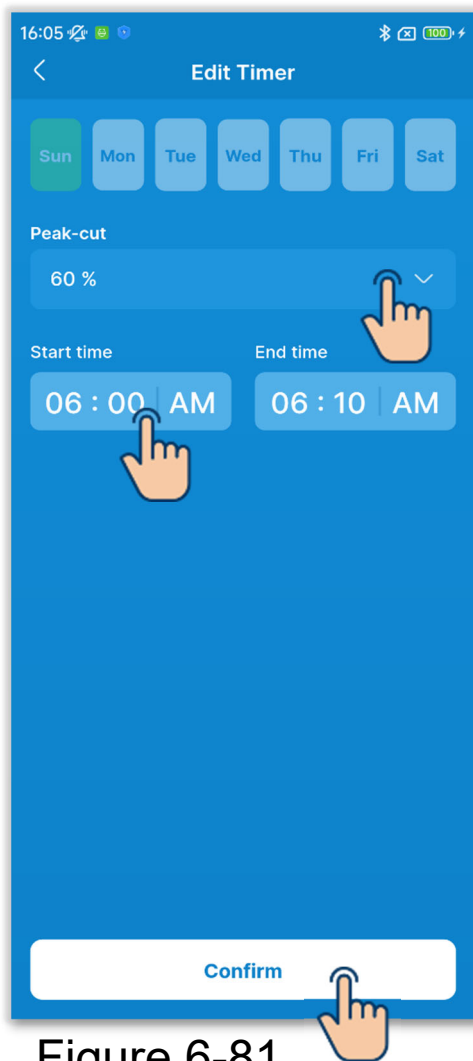 16:05 100
Edit Timer
Sun Mon Tue Wed Thu Fri Sat
Peak-cut
60 %
Start time End time
06 : 00 AM 06 : 10 AM
Confirm
Figure 6-81